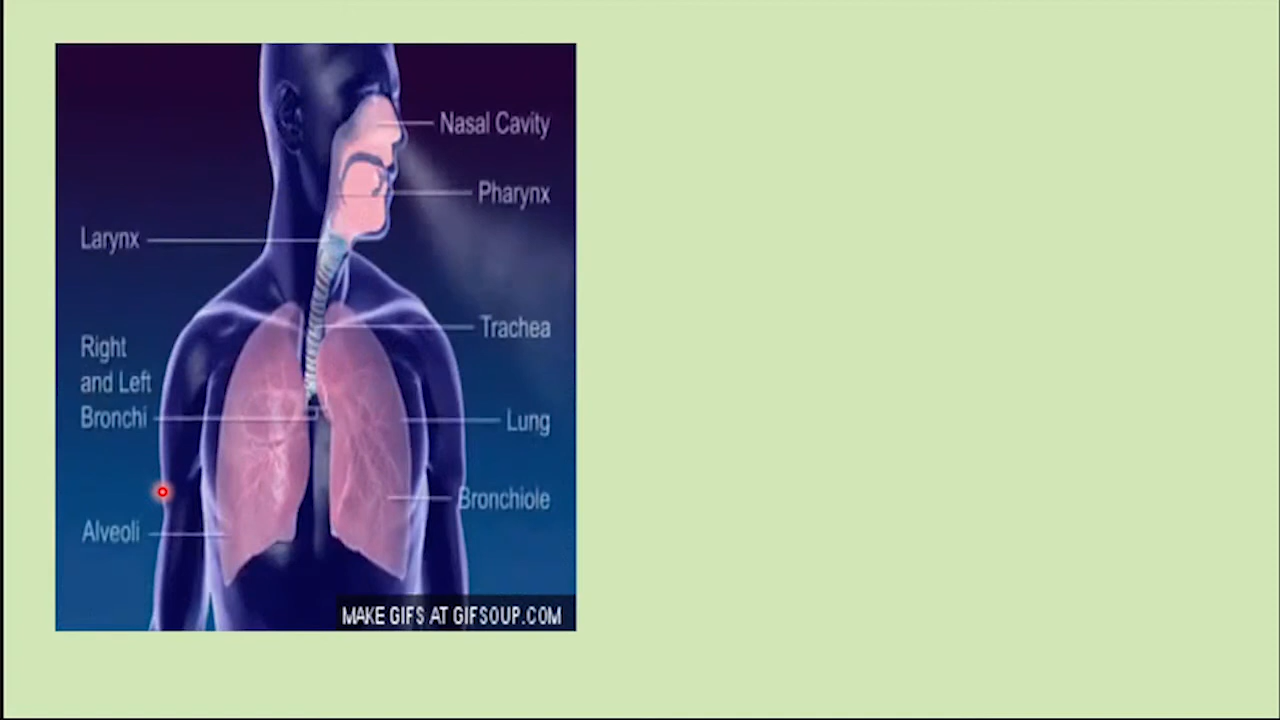 Nasal Cavity
Pharynx
Larynx
Trachea
Right
and Left
Bronchi
Lung
Bronchiole
Alveoli
MAKE GIFS AT GIFSOUP.COM